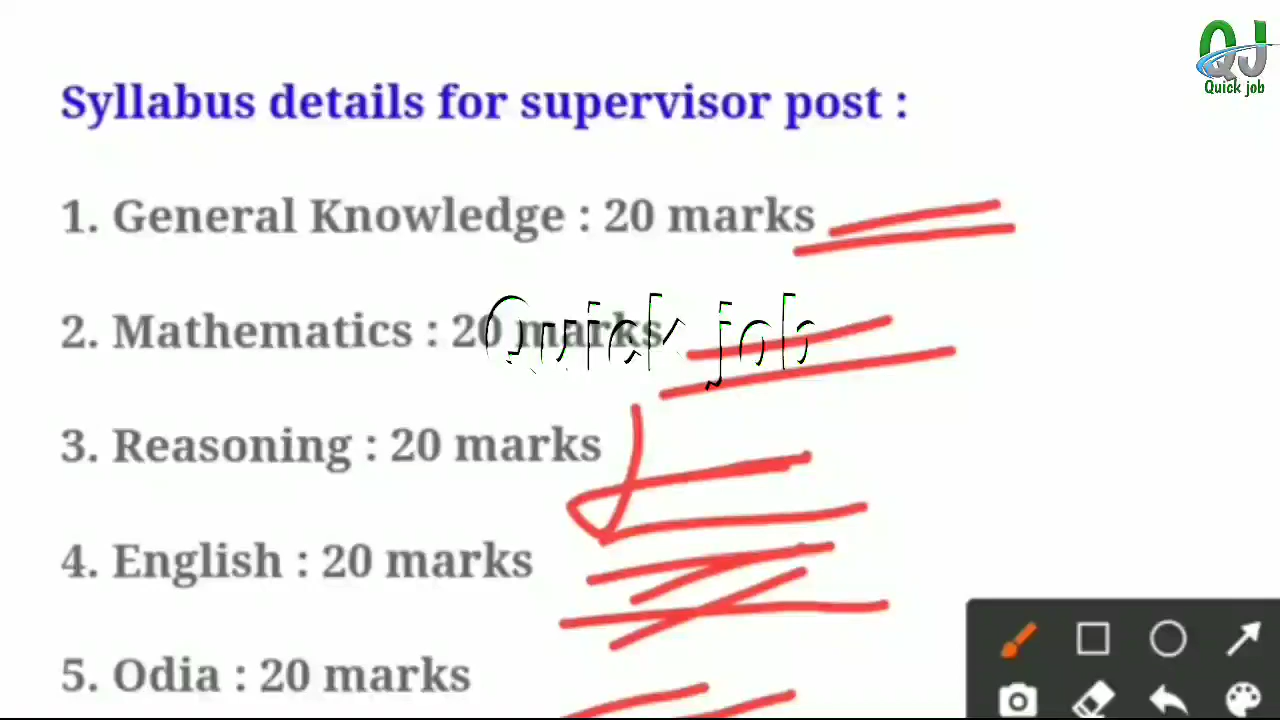 QJ
Quick job
Syllabus details for supervisor post :
1. General Knowledge : 20 marks
2. Mathematics : 20 marks
Quick job
3. Reasoning : 20 marks
4. English : 20 marks
5. Odia : 20 marks